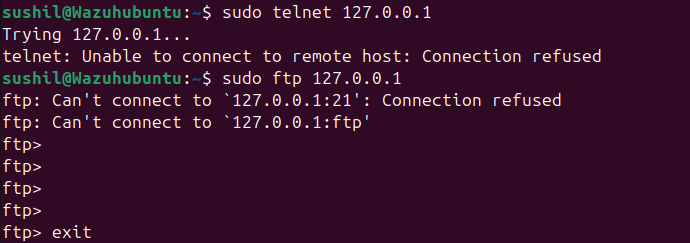 sushil@Wazuhubuntu:~$ sudo telnet 127.0.0.1
Trying 127.0.0.1...
telnet: Unable to connect to remote host: Connection refused
sushil@Wazuhubuntu:~$ sudo ftp 127.0.0.1
ftp: Can't connect to `127.0.0.1:21': Connection refused
ftp: Can't connect to `127.0.0.1:ftp'
ftp>
ftp>
ftp>
ftp>
ftp> exit